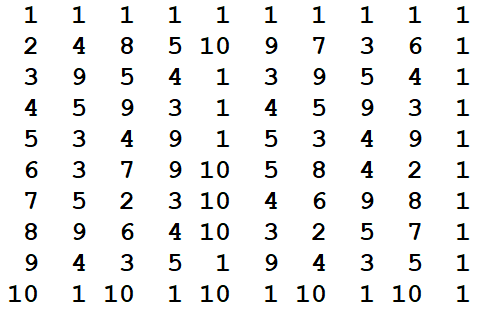 1 1 1 1 1 1 1 1 1 1
2 4 8 5 10 9 7 3 6 1
3 9 5 4 1 3 9 5 4 1
4 5 9 3 1 4 5 9 3 1
5 3 4 9 1 5 3 4 9 1
6 3 7 9 10 5 8 4 2 1
7 5 2 3 10 4 6 9 8 1
8 9 6 4 10 3 2 5 7 1
9 4 3 5 1 9 4 3 5 1
10 1 10 1 10 1 10 1 10 1